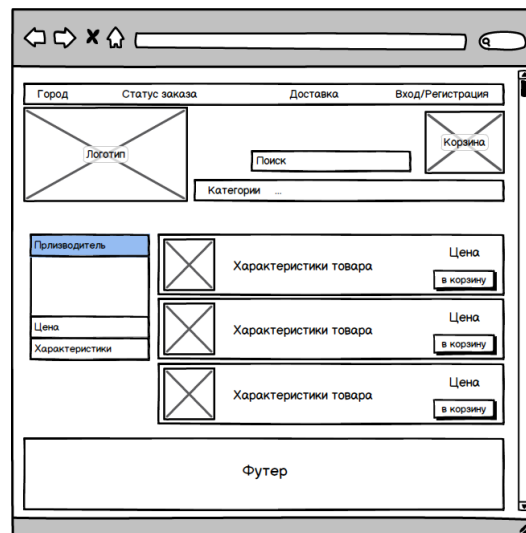 Город Статус заказа Доставка Вход/Регистрация
Логотип
Корзина
Поиск
Категории ...
Прлизводитель
Цена
Характеристики
Характеристики товара
Цена
в корзину
Характеристики товара
Цена
в корзину
Характеристики товара
Цена
в корзину
Футер